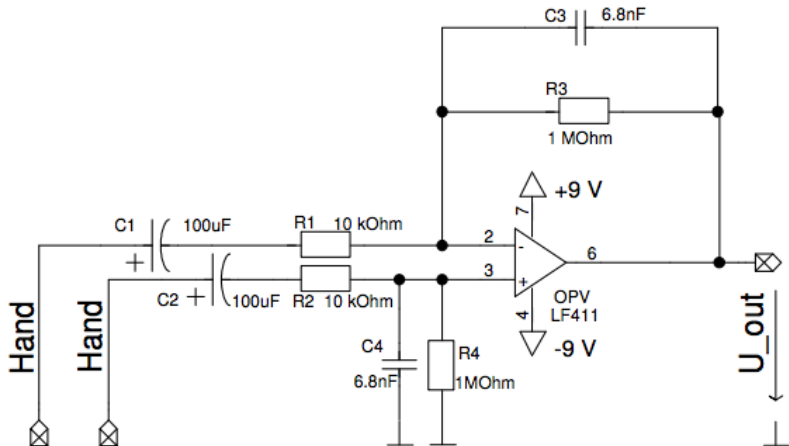 C3 6.8nF
R3
1 MOhm
+9 V
7
C1 100uF R1 10 kOhm
+
2 -
6
3 +
C2 + 100uF R2 10 kOhm
OPV
LF411
4
-9 V
C4
6.8nF
R4
1MOhm
Hand
Hand
U_out